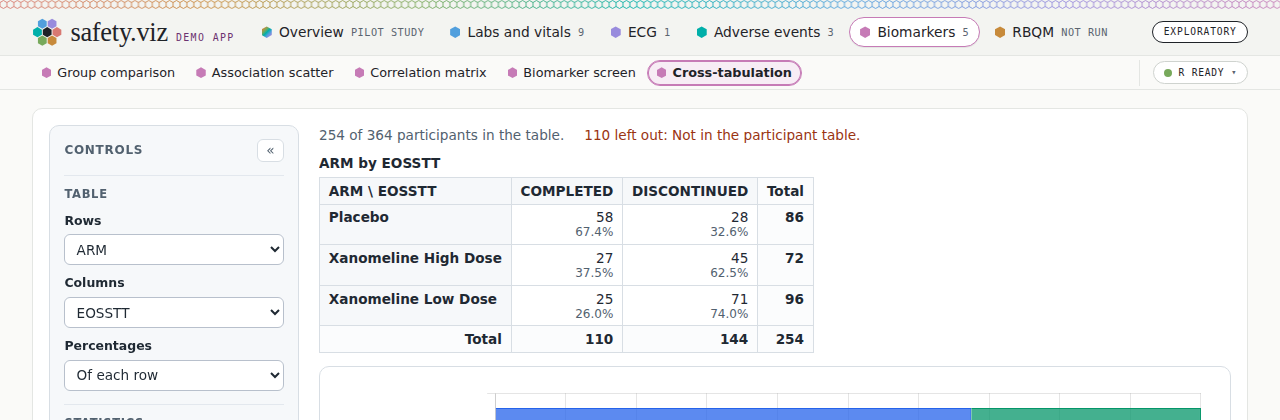 safety.viz DEMO APP
Overview PILOT STUDY
Labs and vitals 9
ECG 1
Adverse events 3
Biomarkers 5
RBQM NOT RUN
EXPLORATORY
Group comparison
Association scatter
Correlation matrix
Biomarker screen
Cross-tabulation
R READY ▾
CONTROLS «
TABLE
Rows
ARM
Columns
EOSSTT
Percentages
Of each row
254 of 364 participants in the table. 110 left out: Not in the participant table.
ARM by EOSSTT
ARM \ EOSSTT COMPLETED DISCONTINUED Total
Placebo 58 28 86
67.4% 32.6%
Xanomeline High Dose 27 45 72
37.5% 62.5%
Xanomeline Low Dose 25 71 96
26.0% 74.0%
Total 110 144 254